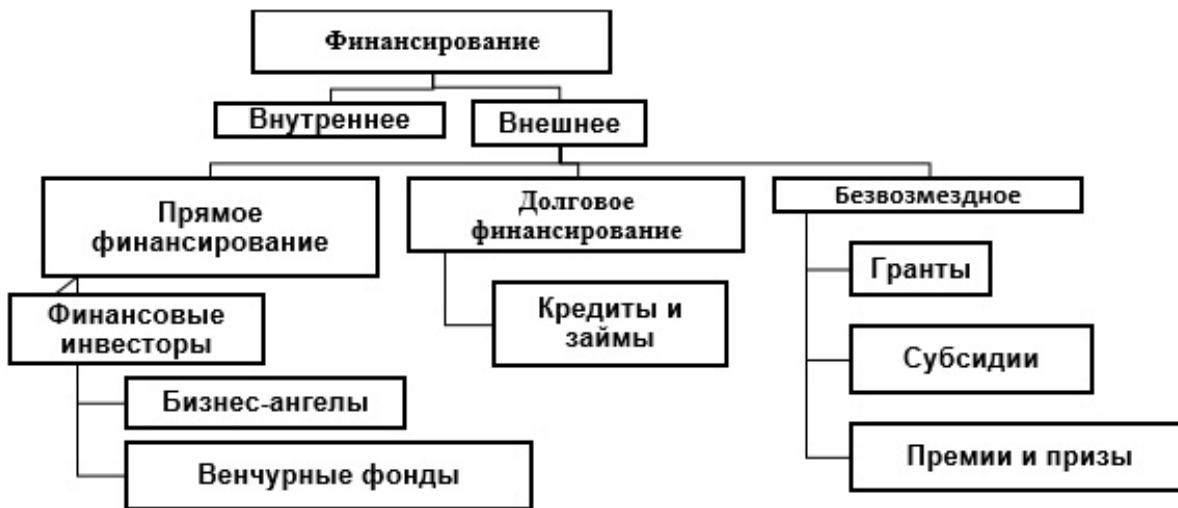 Финансирование
Внутреннее
Внешнее
Прямое
финансирование
Долговое
финансирование
Безвозмездное
Финансовые
инвесторы
Бизнес-ангелы
Венчурные фонды
Кредиты и
займы
Гранты
Субсидии
Премии и призы